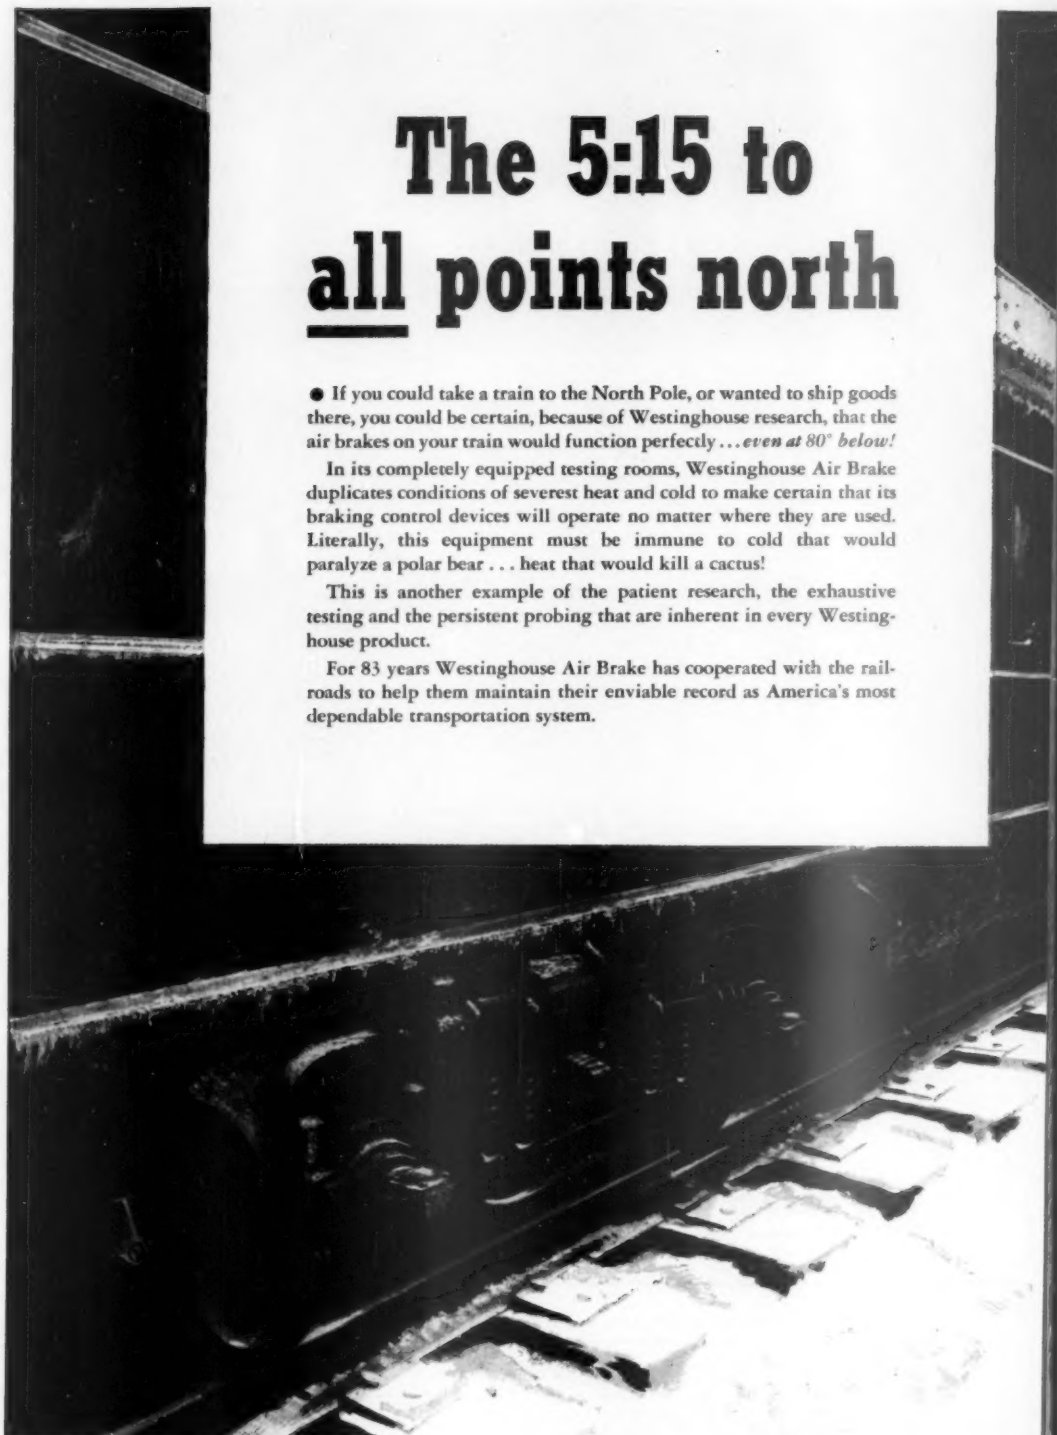 The 5:15 to
all points north
● If you could take a train to the North Pole, or wanted to ship goods
there, you could be certain, because of Westinghouse research, that the
air brakes on your train would function perfectly...even at 80° below!
In its completely equipped testing rooms, Westinghouse Air Brake
duplicates conditions of severest heat and cold to make certain that its
braking control devices will operate no matter where they are used.
Literally, this equipment must be immune to cold that would
paralyze a polar bear . . . heat that would kill a cactus!
This is another example of the patient research, the exhaustive
testing and the persistent probing that are inherent in every Westing-
house product.
For 83 years Westinghouse Air Brake has cooperated with the rail-
roads to help them maintain their enviable record as America's most
dependable transportation system.